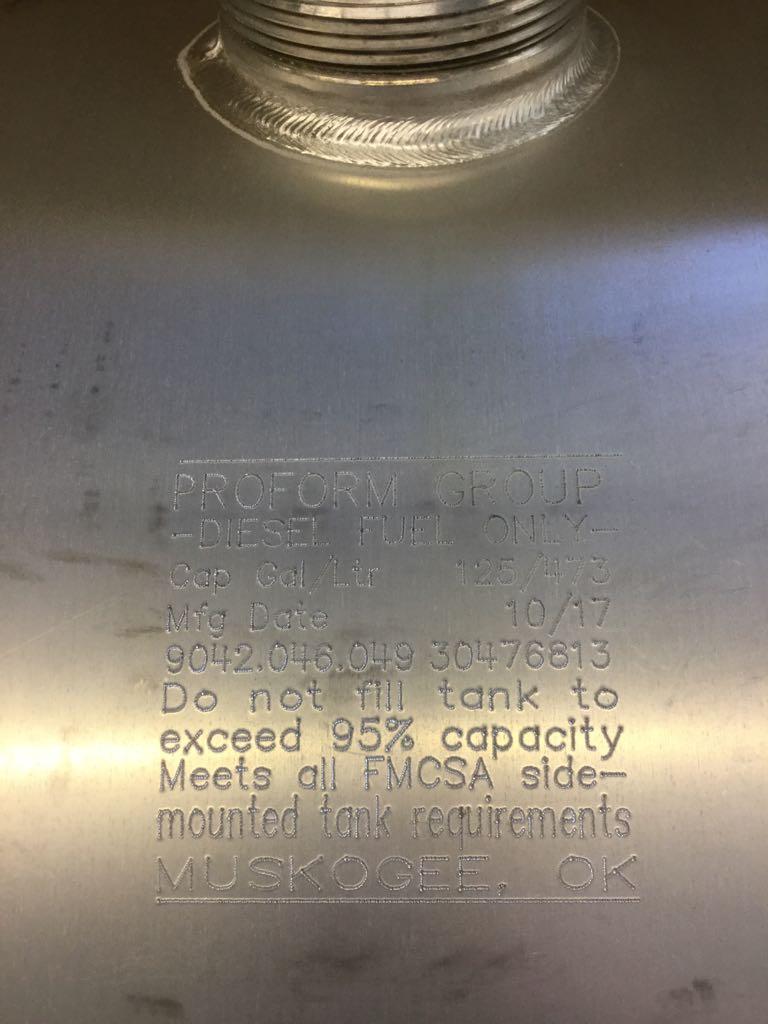 PROFORM GROUP
-DIESEL FUEL ONLY-
Cap Gal/Ltr 125/473
Mfg Date 10/17
9042.046.049 30476813
Do not fill tank to
exceed 95% capacity
Meets all FMCSA side-
mounted tank requirements
MUSKOGEE, OK